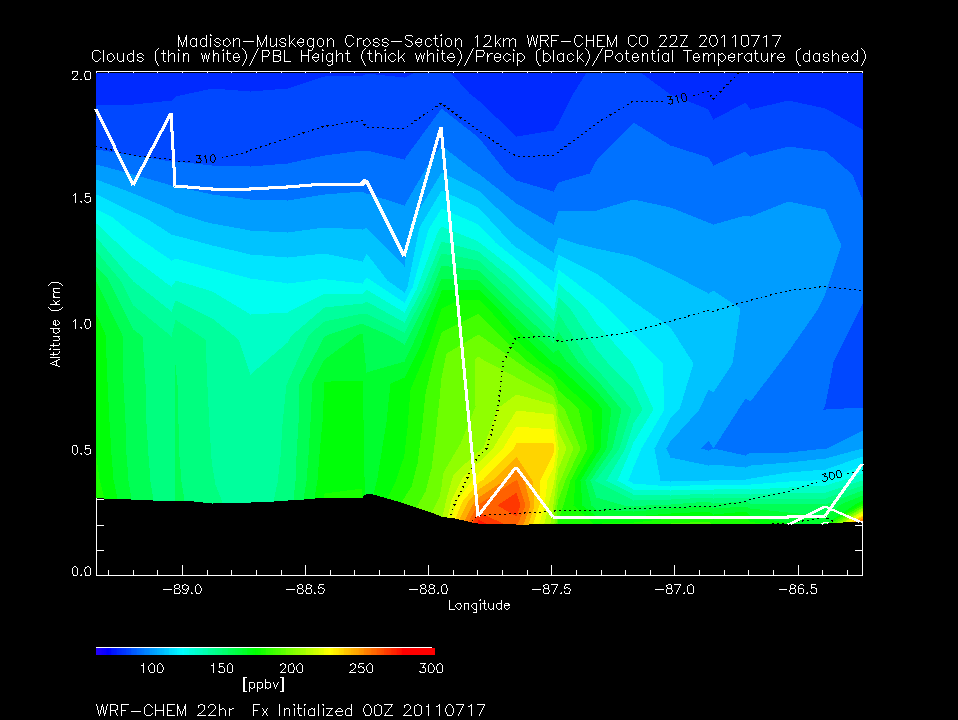 Madison-Muskegon Cross-Section 12km WRF-CHEM CO 22Z 20110717
Clouds (thin white)/PBL Height (thick white)/Precip (black)/Potential Temperature (dashed)
2.0
310
310
1.5
Altitude (km)
1.0
0.5
300
0.0
-89.0 -88.5 -88.0 -87.5 -87.0 -86.5
Longitude
100 150 200 250 300
[ppbv]
WRF-CHEM 22hr Fx Initialized 00Z 20110717